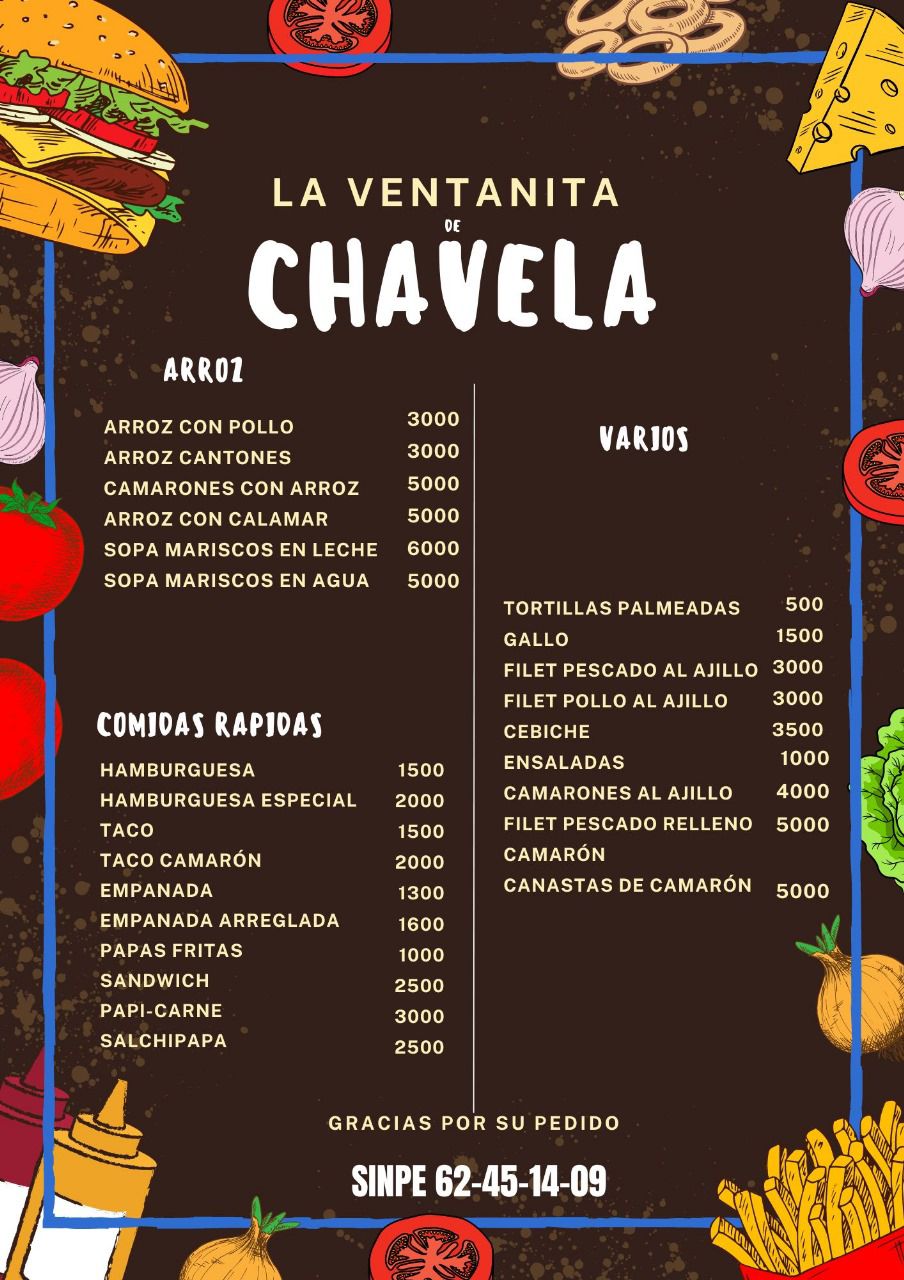 LA VENTANITA
DE
CHAVELA
ARROZ
ARROZ CON POLLO 3000
ARROZ CANTONES 3000
CAMARONES CON ARROZ 5000
ARROZ CON CALAMAR 5000
SOPA MARISCOS EN LECHE 6000
SOPA MARISCOS EN AGUA 5000
COMIDAS RAPIDAS
HAMBURGUESA 1500
HAMBURGUESA ESPECIAL 2000
TACO 1500
TACO CAMARÓN 2000
EMPANADA 1300
EMPANADA ARREGLADA 1600
PAPAS FRITAS 1000
SANDWICH 2500
PAPI-CARNE 3000
SALCHIPAPA 2500
VARIOS
TORTILLAS PALMEADAS 500
GALLO 1500
FILET PESCADO AL AJILLO 3000
FILET POLLO AL AJILLO 3000
CEBICHE 3500
ENSALADAS 1000
CAMARONES AL AJILLO 4000
FILET PESCADO RELLENO 5000
CAMARÓN
CANASTAS DE CAMARÓN 5000
GRACIAS POR SU PEDIDO
SINPE 62-45-14-09